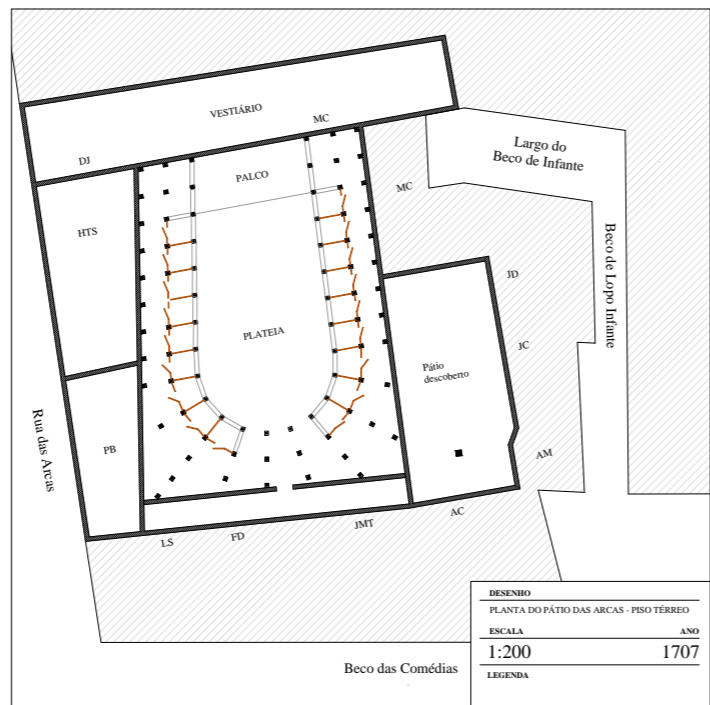 VESTIÁRIO
MC
DJ
PALCO
MC
Largo do
Beco de Infante
HTS
Beco de Lopo Infante
JD
PLATEIA
JC
Pátio
descoberto
Rua das Arcas
PB
AM
AC
JMT
FD
LS
Beco das Comédias
DESENHO
PLANTA DO PÁTIO DAS ARCAS - PISO TÉRREO
ESCALA ANO
1:200 1707
LEGENDA